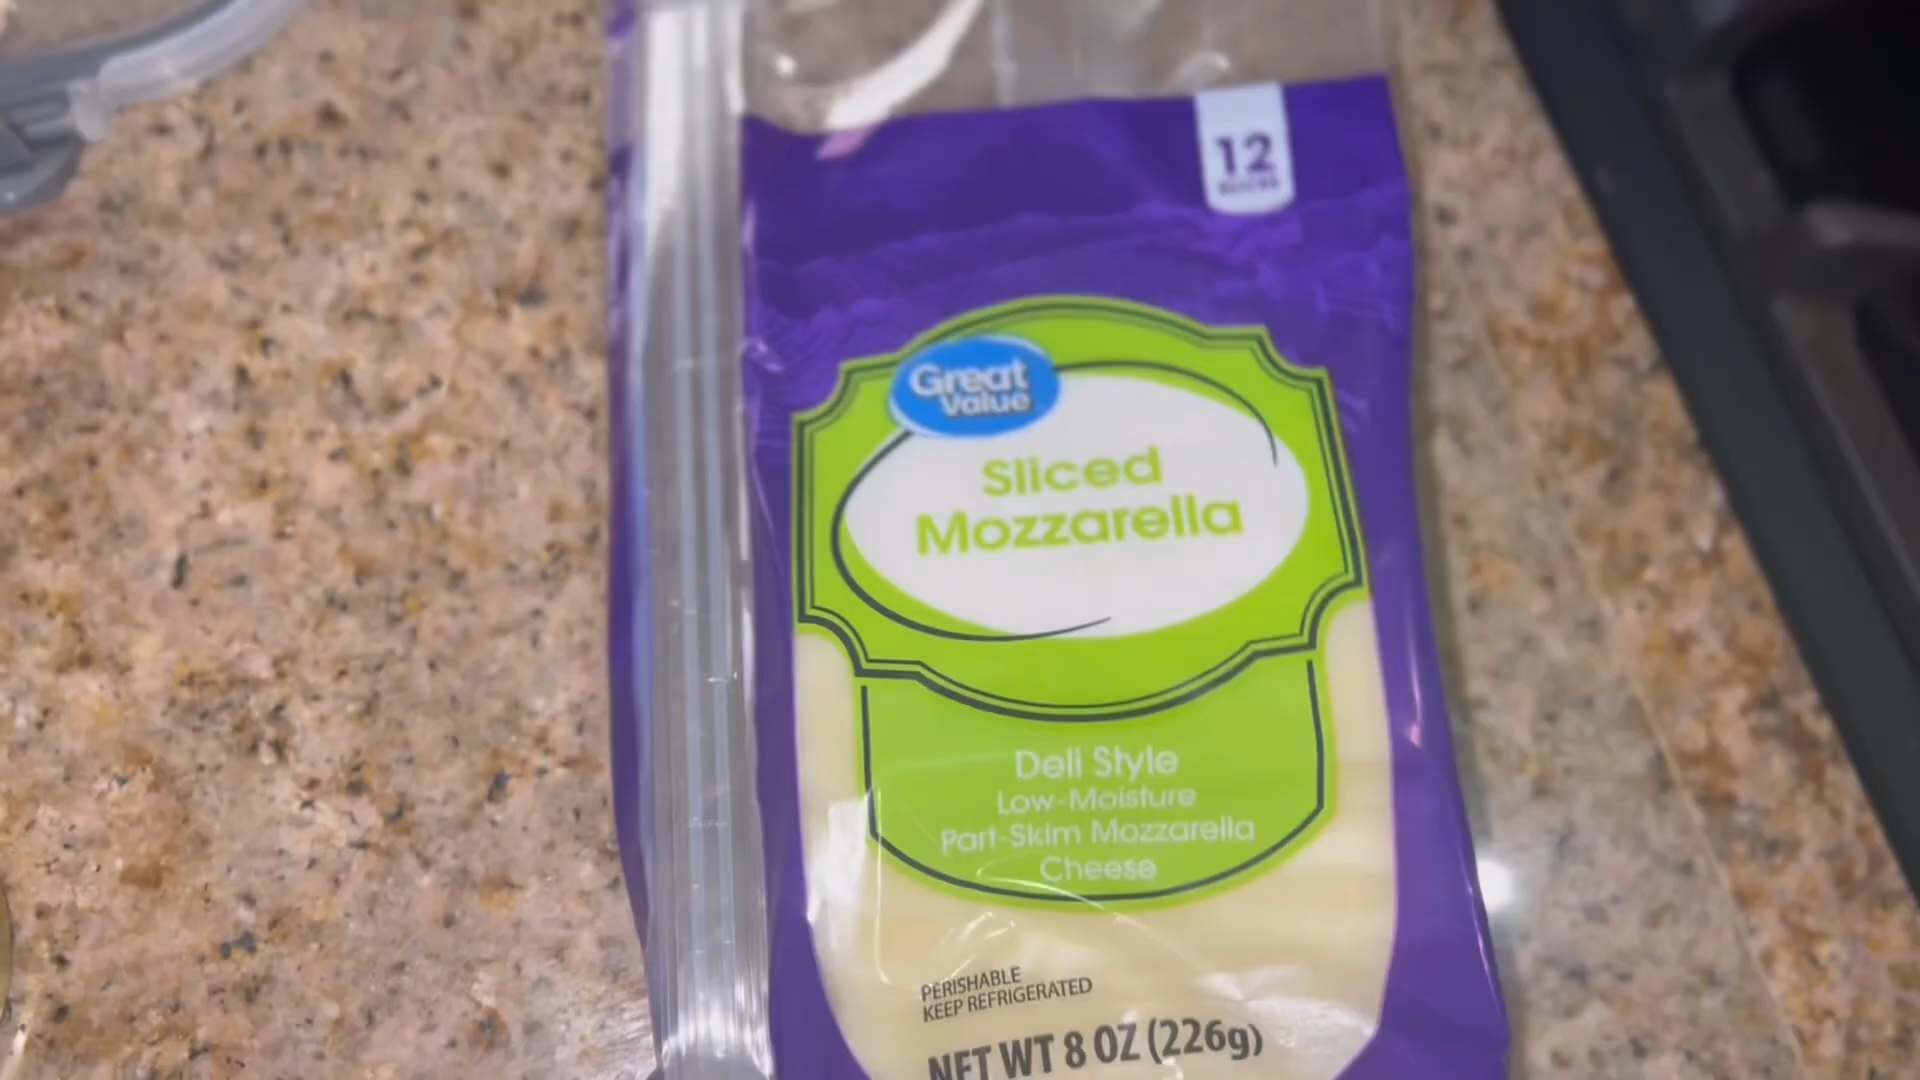 12
SLICES
Great
Value
Sliced
Mozzarella
Deli Style
Low-Moisture
Part-Skim Mozzarella
Cheese
PERISHABLE
KEEP REFRIGERATED
NET WT 8 OZ (226g)